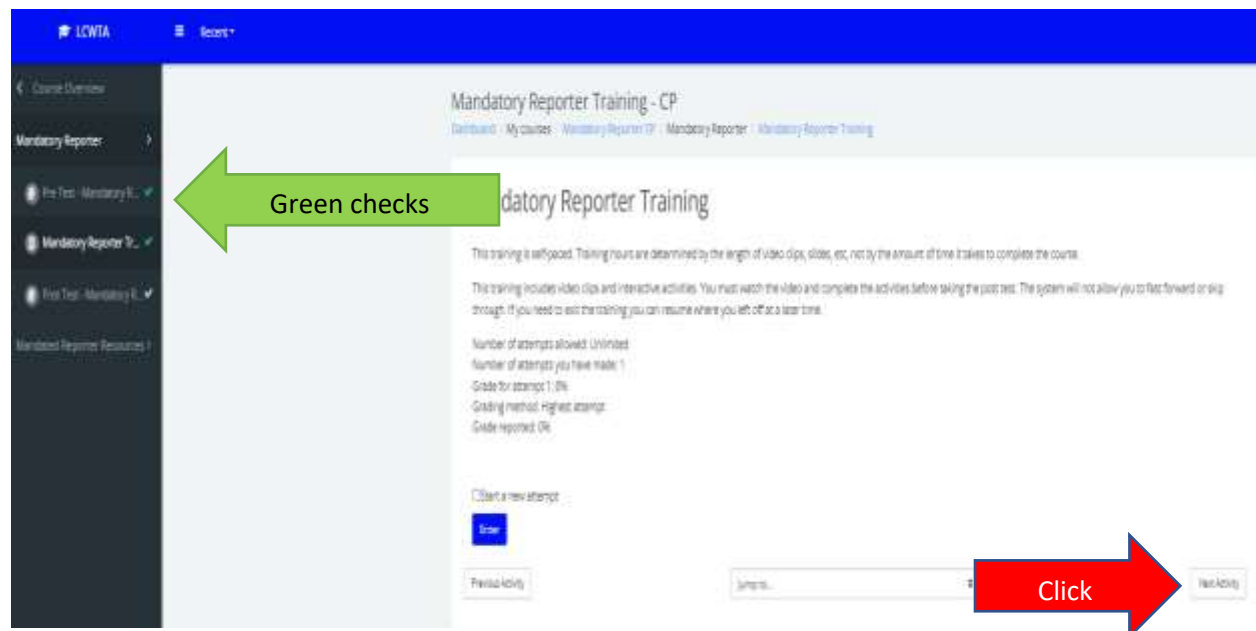 LCWTA
Recent
Course Overview
Mandatory Reporter
Pre Test - Mandatory R...
Mandatory Reporter Tr...
Post Test - Mandatory R...
Mandated Reporter Resources
Green checks
Mandatory Reporter Training - CP
Dashboard My courses Mandatory Reporter CP Mandatory Reporter Mandatory Reporter Training
datory Reporter Training
This training is self-paced. Training hours are determined by the length of video clips, slides, etc, not by the amount of time it takes to complete the course.
This training includes video clips and interactive activities. You must watch the video and complete the activities before taking the post test. The system will not allow you to fast forward or skip
through. If you need to exit the training you can resume where you left off at a later time.
Number of attempts allowed: Unlimited
Number of attempts you have made: 1
Grade for attempt 1: 0%
Grading method: Highest attempt
Grade reported: 0%
Start a new attempt
Enter
Previous Activity
Jump to...
Click
Next Activity